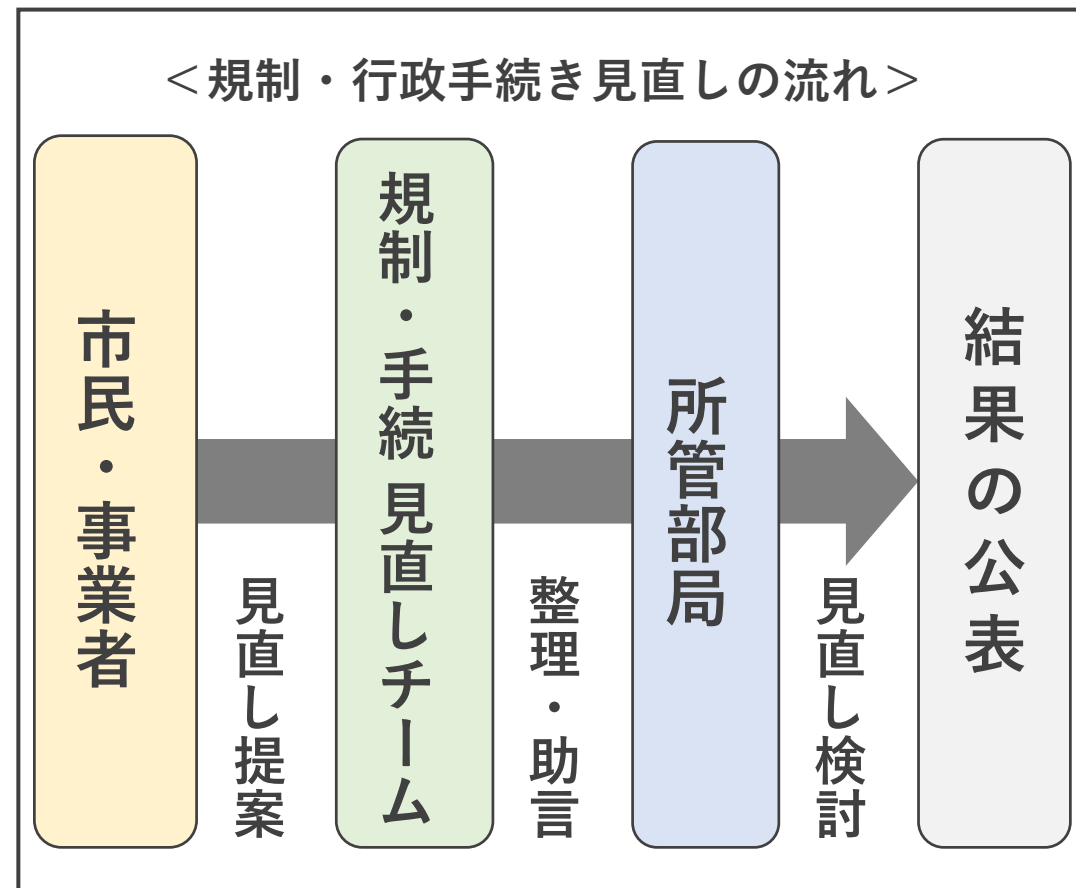 ＜規制・行政手続き見直しの流れ＞
市民・事業者
見直し提案
規制・手続 見直しチーム
整理・助言
所管部局
見直し検討
結果の公表